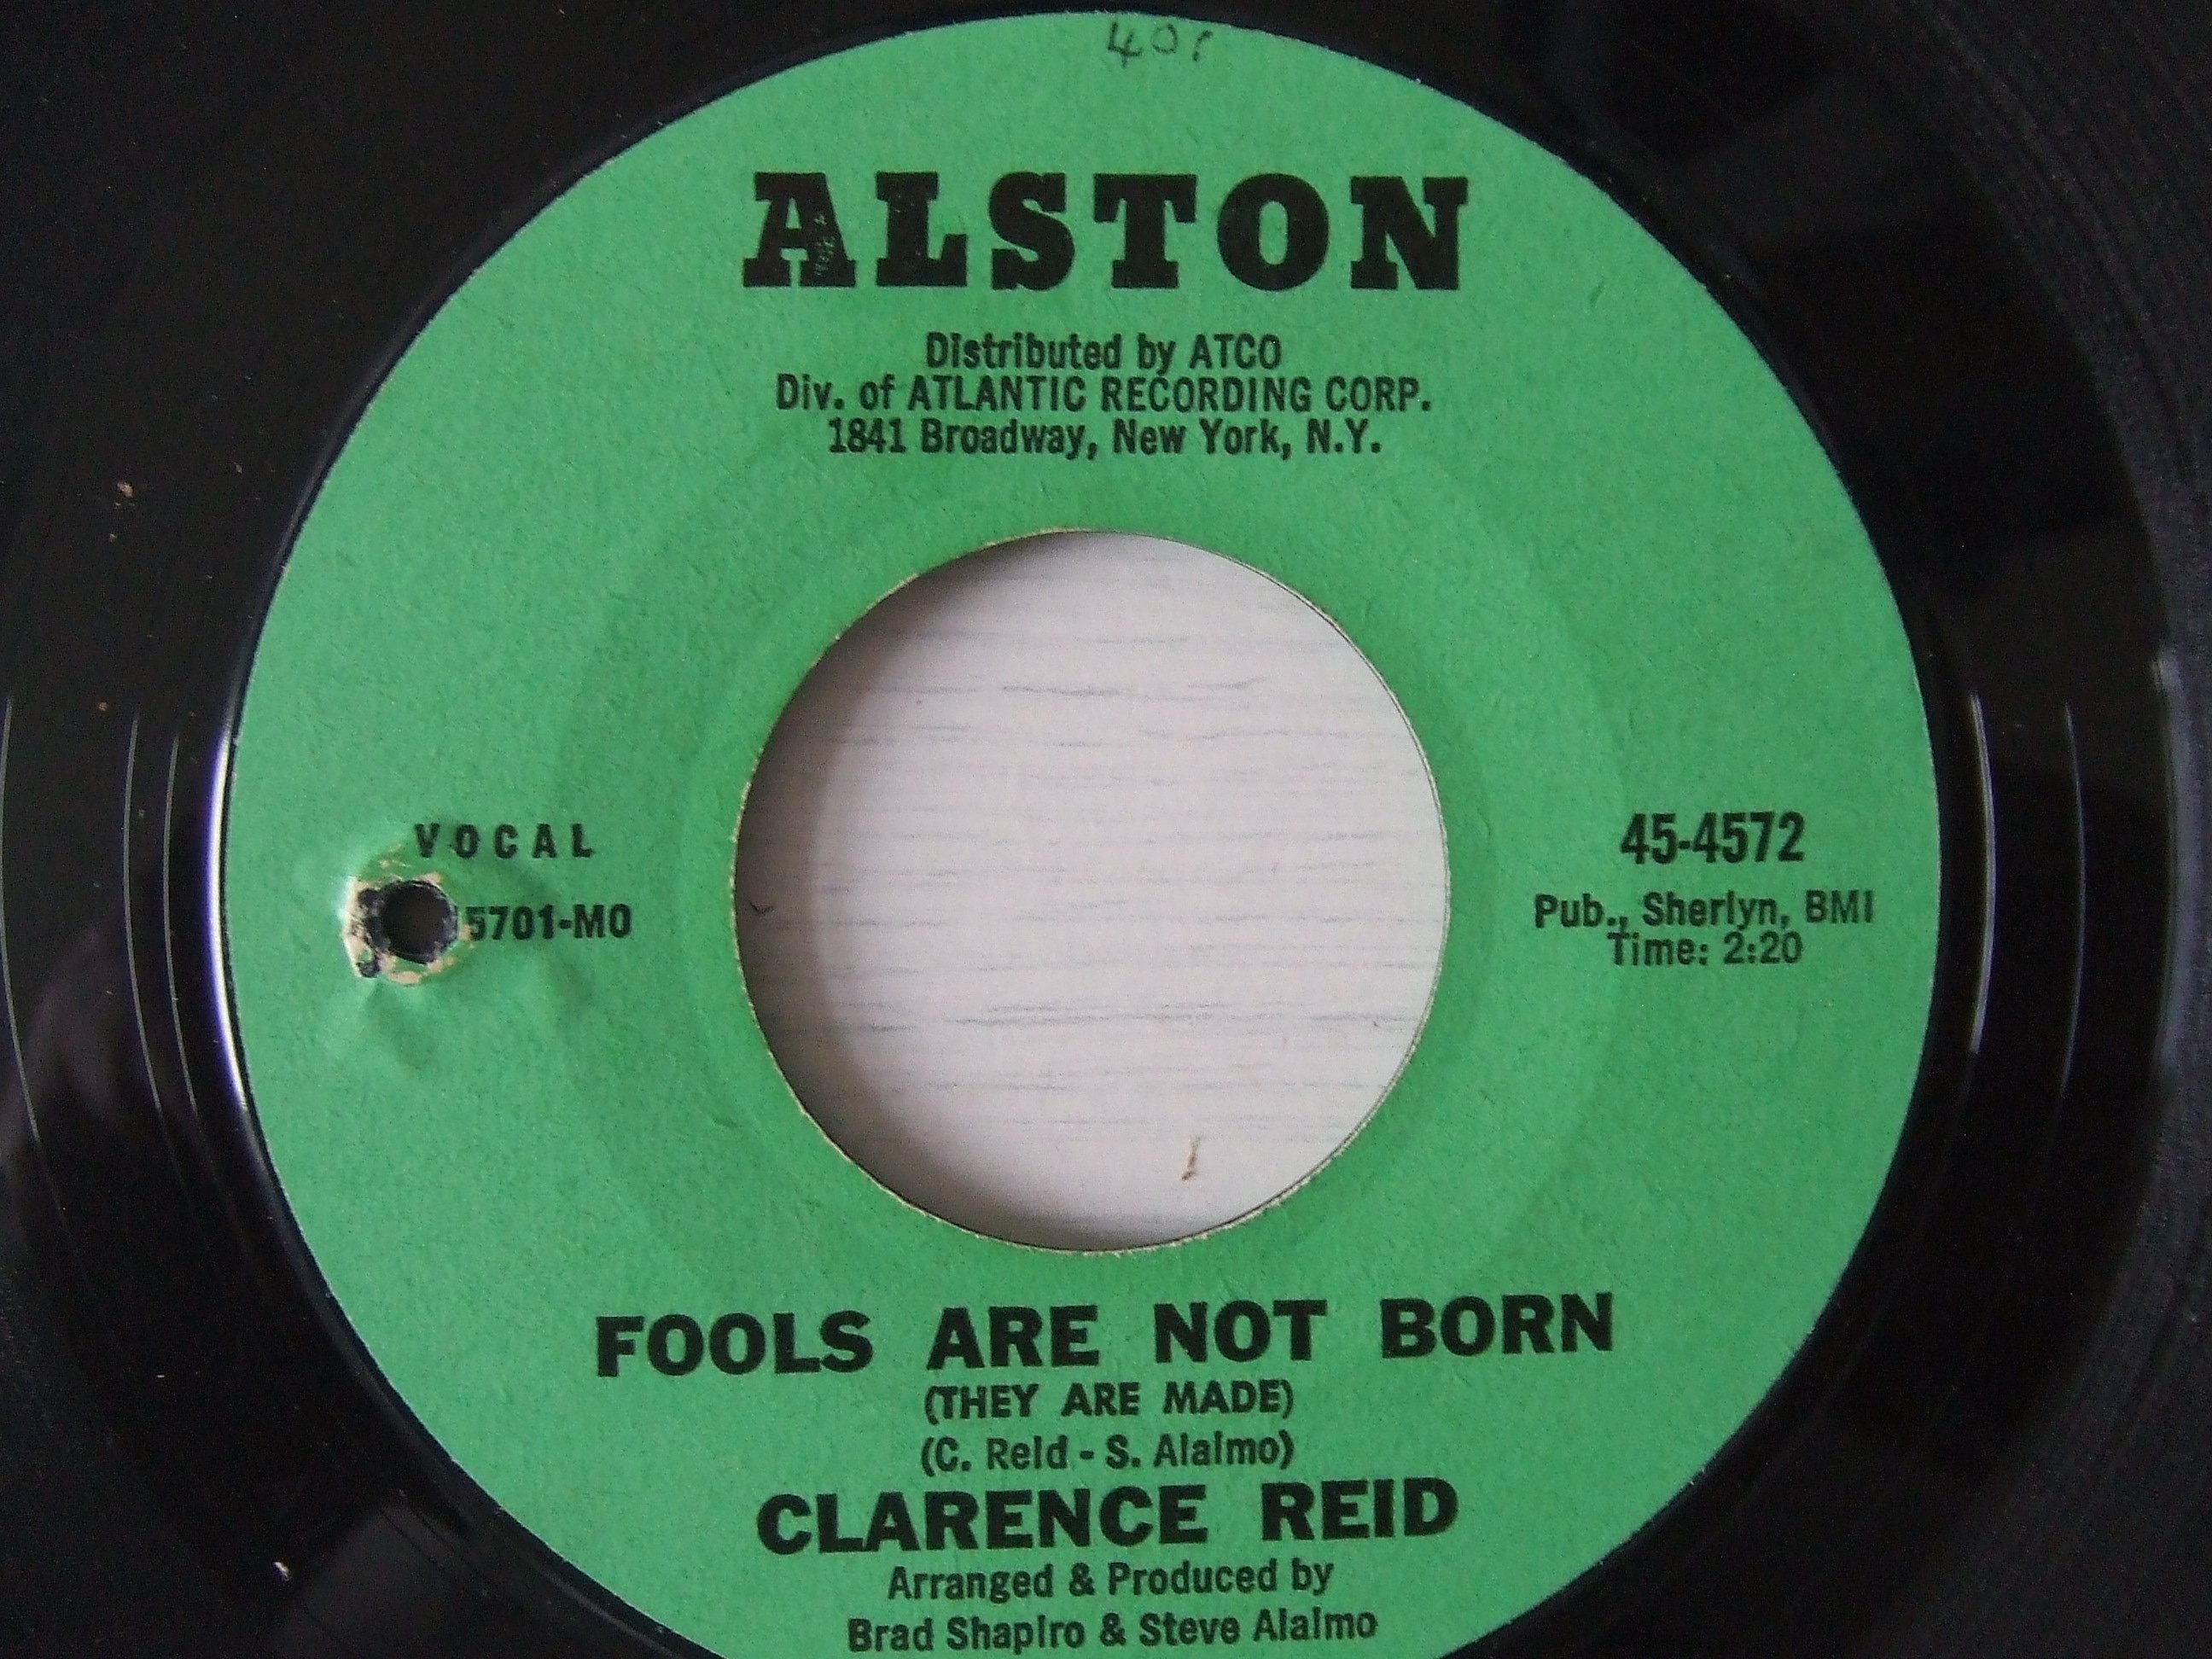 40
ALSTON
Distributed by ATCO
Div. of ATLANTIC RECORDING CORP.
1841 Broadway, New York, N.Y.
VOCAL
5701-MO
45-4572
Pub., Sherlyn, BMI
Time: 2:20
FOOLS ARE NOT BORN
(THEY ARE MADE)
(C. Reid - S. Alaimo)
CLARENCE REID
Arranged & Produced by
Brad Shapiro & Steve Alaimo